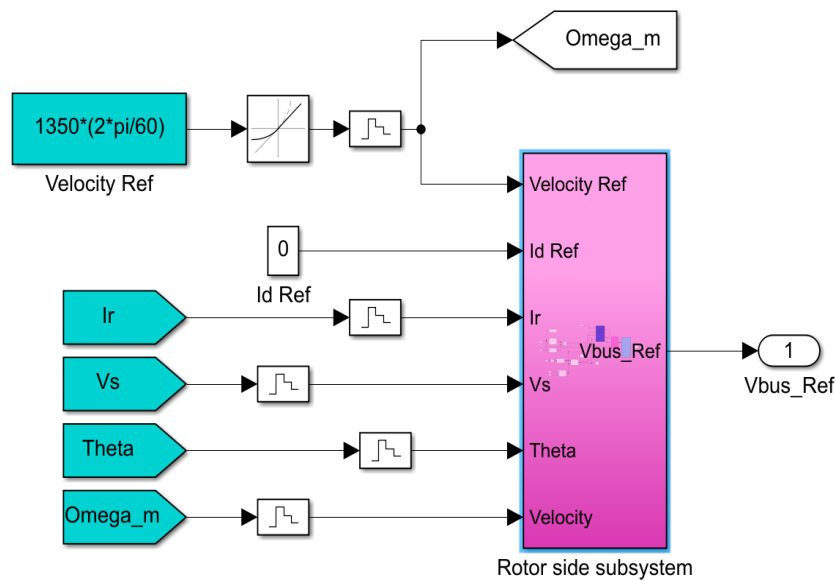 Omega_m
1350*(2*pi/60)
Velocity Ref
Velocity Ref
0
Id Ref
Id Ref
Ir
Ir
Vbus_Ref
1
Vbus_Ref
Vs
Vs
Theta
Theta
Omega_m
Velocity
Rotor side subsystem